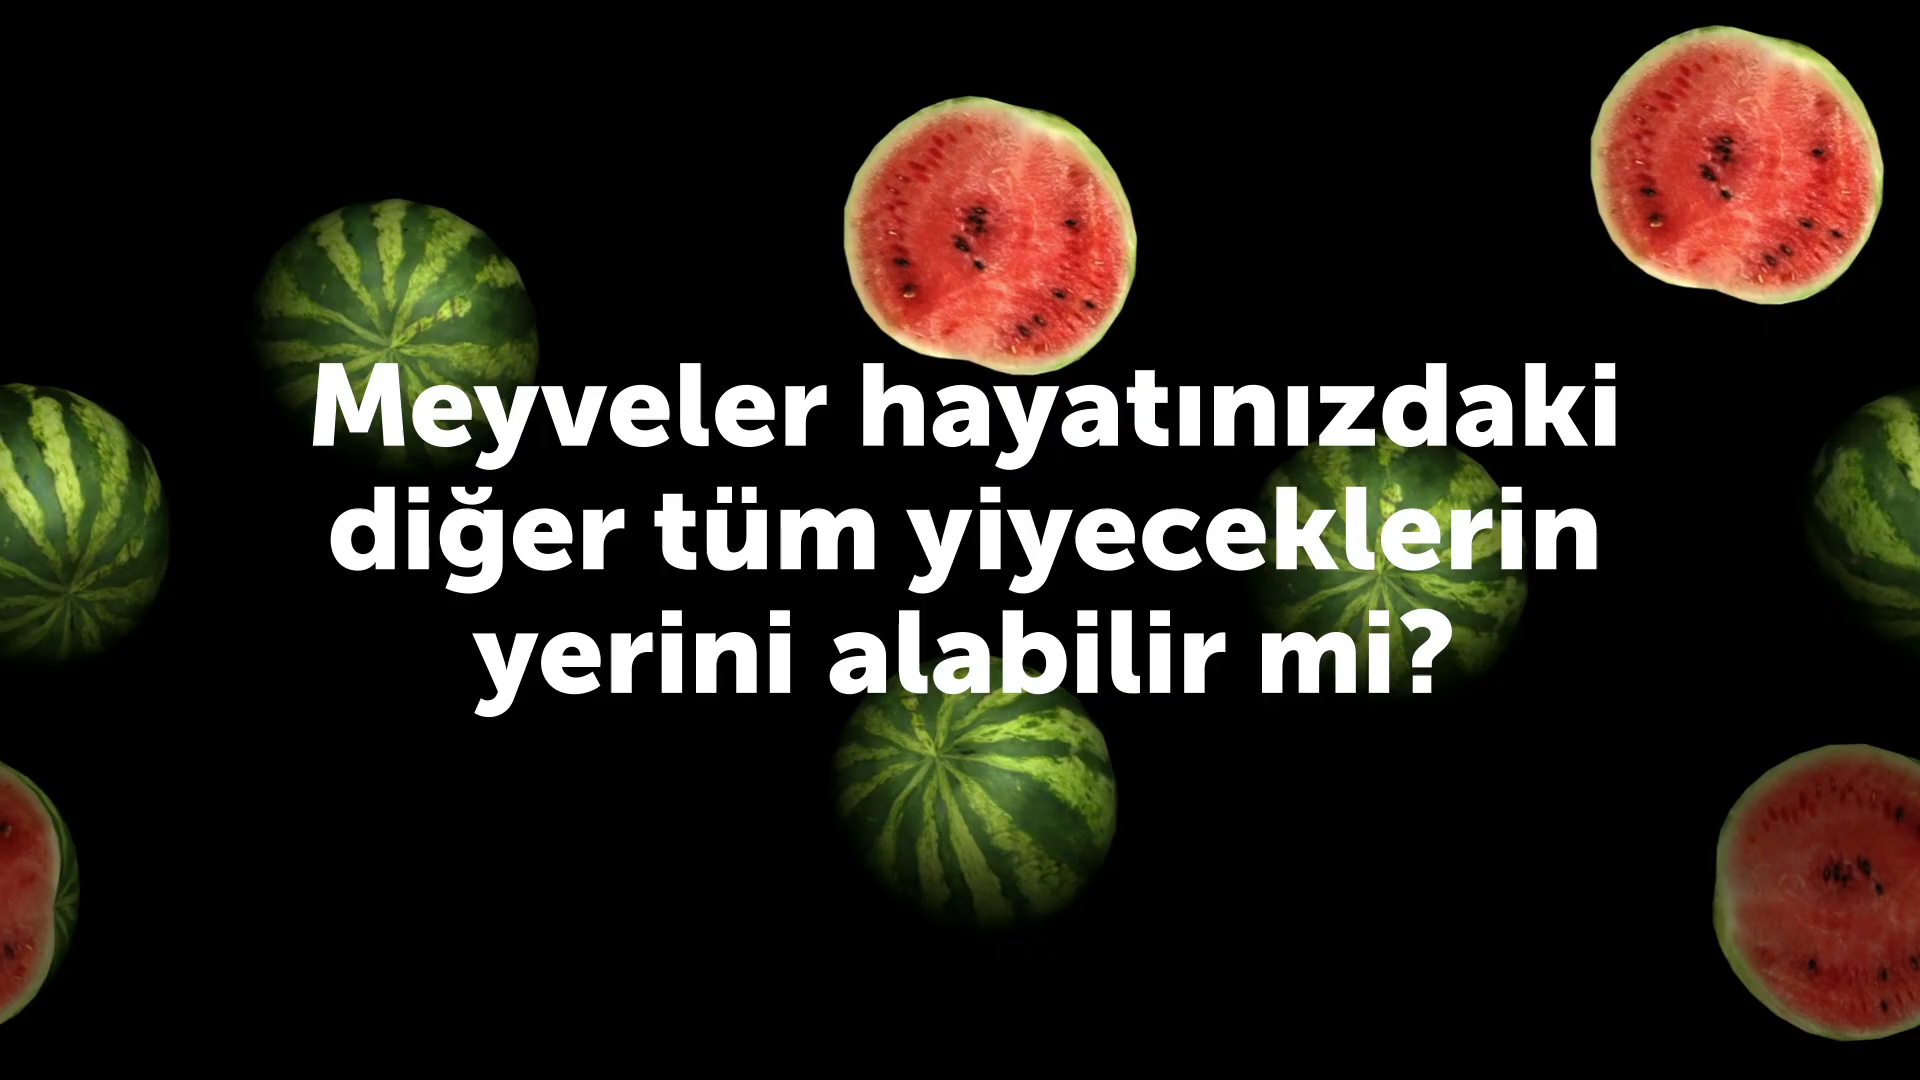 Meyveler hayatınızdaki
diğer tüm yiyeceklerin
yerini alabilir mi?